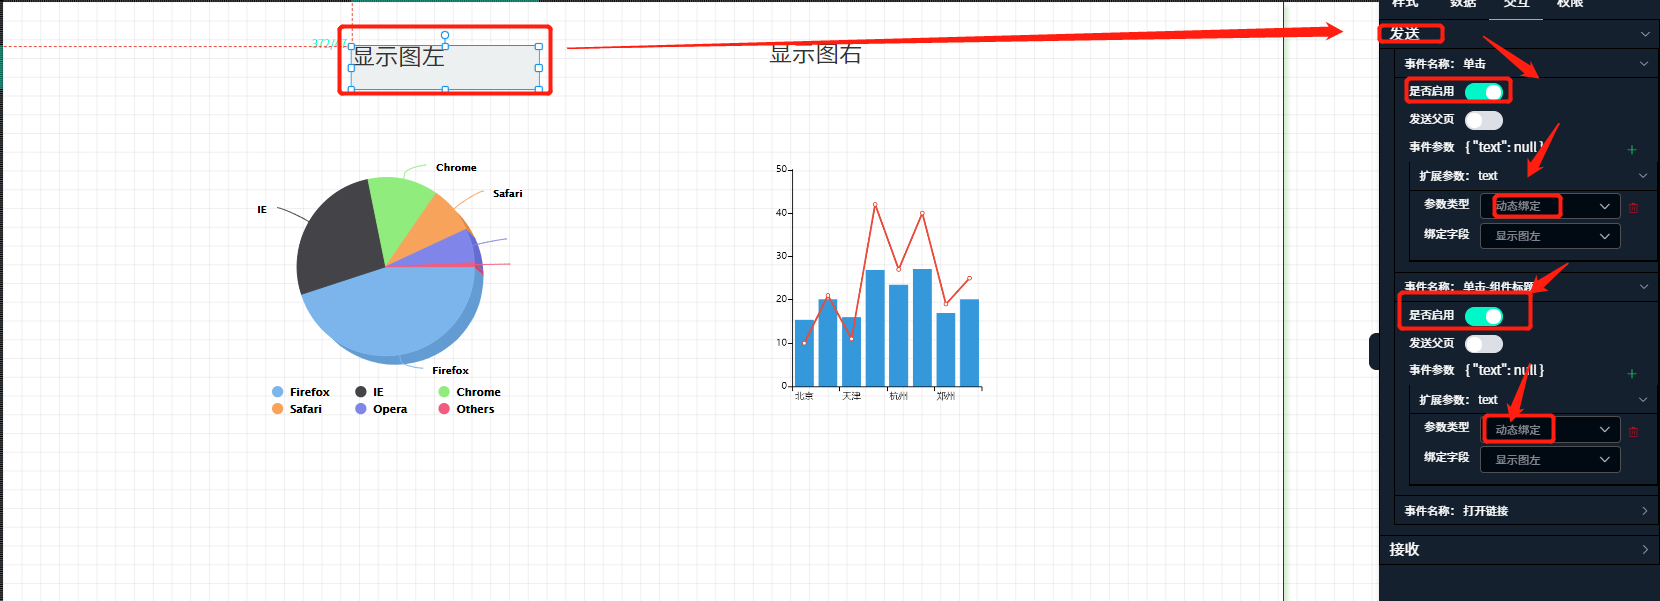 样式 数据 交互 权限
372/47
显示图左
显示图右
Chrome
Safari
IE
Firefox
Firefox IE Chrome
Safari Opera Others
50
40
30
20
10
0
北京 天津 杭州 郑州
发送
事件名称： 单击
是否启用
发送父页
事件参数 { "text": null }
扩展参数： text
参数类型 动态绑定
绑定字段 显示图左
事件名称： 单击-组件标题
是否启用
发送父页
事件参数 { "text": null }
扩展参数： text
参数类型 动态绑定
绑定字段 显示图左
事件名称： 打开链接
接收